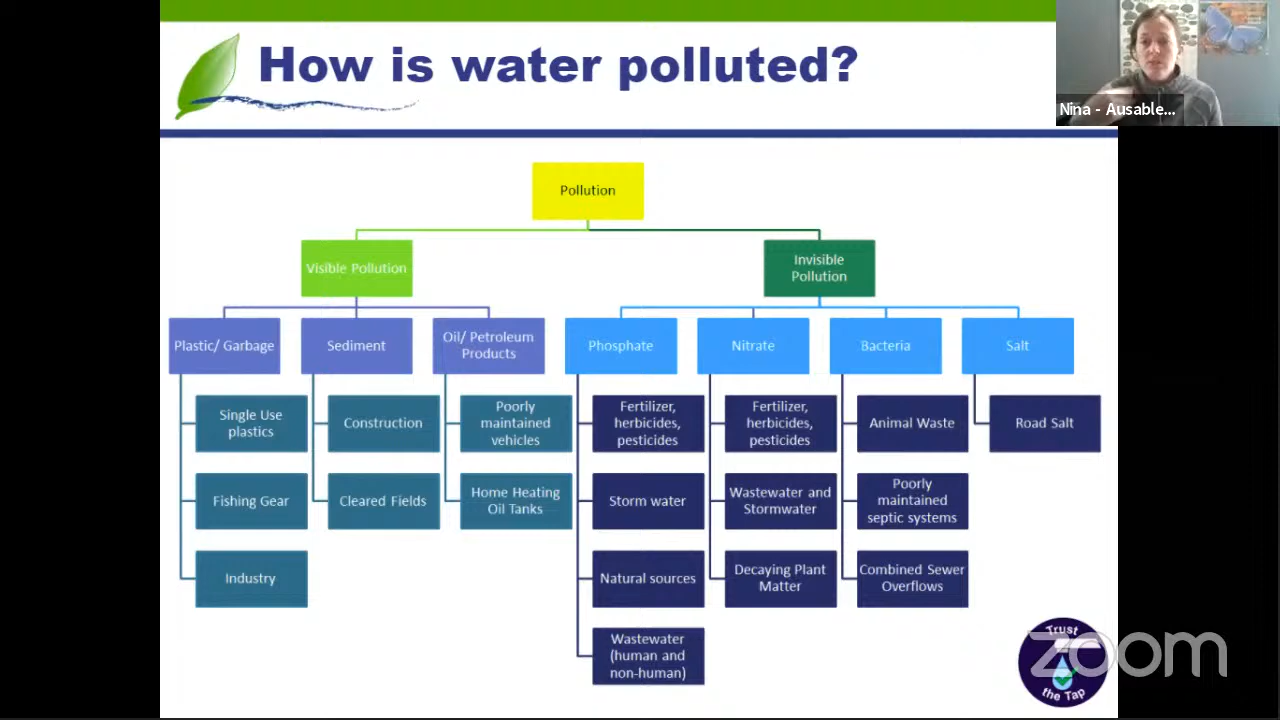 How is water polluted?
Nina - Ausable...
Pollution
Visible Pollution
Invisible
Pollution
Plastic/ Garbage
Sediment
Oil/ Petroleum
Products
Phosphate
Nitrate
Bacteria
Salt
Single Use
plastics
Construction
Poorly
maintained
vehicles
Fertilizer,
herbicides,
pesticides
Fertilizer,
herbicides,
pesticides
Animal Waste
Road Salt
Fishing Gear
Cleared Fields
Home Heating
Oil Tanks
Storm water
Wastewater and
Stormwater
Poorly
maintained
septic systems
Industry
Natural sources
Decaying Plant
Matter
Combined Sewer
Overflows
Wastewater
(human and
non-human)
Trust
the Tap
zoom